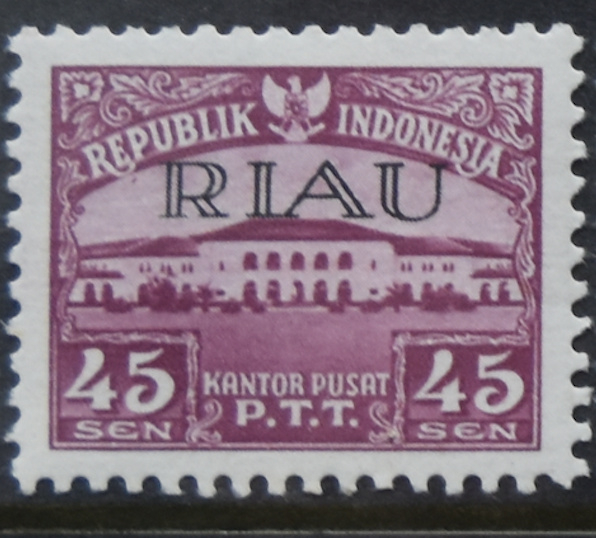 REPUBLIK INDONESIA
RIAU
45 KANTOR PUSAT 45
SEN P.T.T. SEN